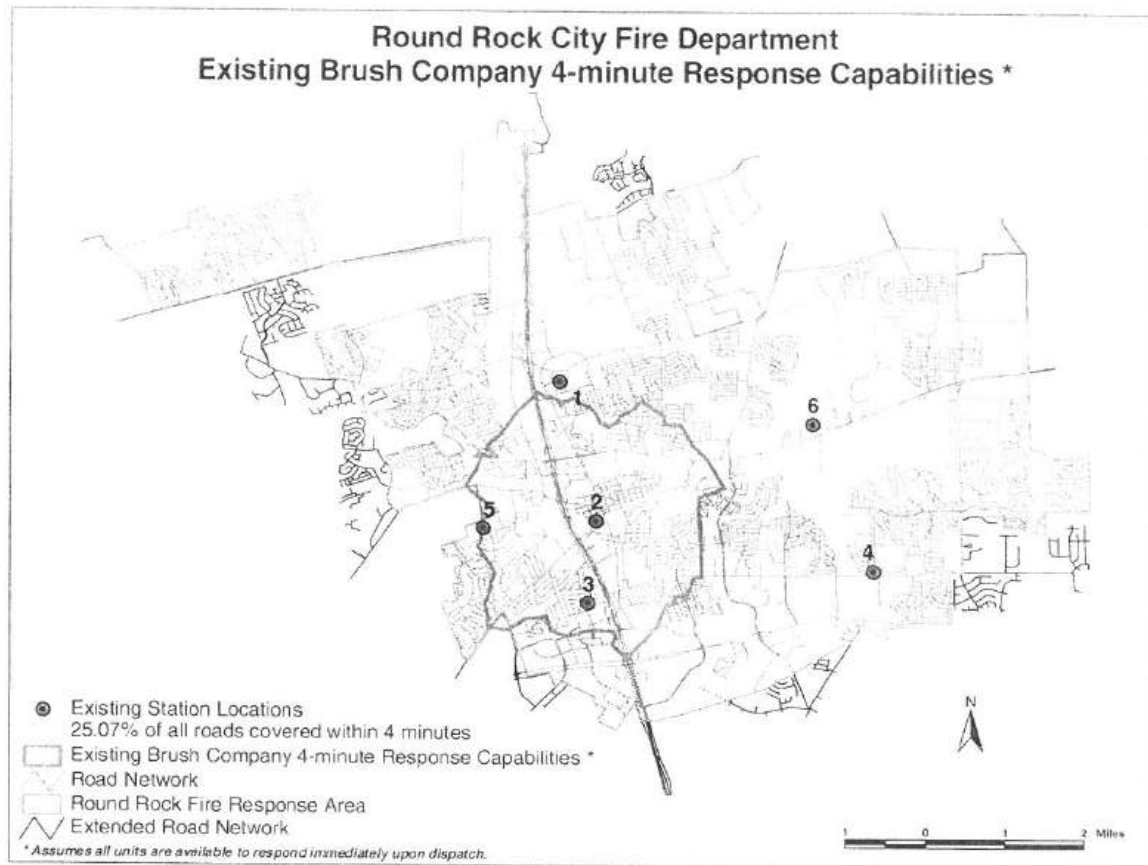 Round Rock City Fire Department
Existing Brush Company 4-minute Response Capabilities *
1
6
5
2
4
3
Existing Station Locations
25.07% of all roads covered within 4 minutes
Existing Brush Company 4-minute Response Capabilities *
Road Network
Round Rock Fire Response Area
Extended Road Network
* Assumes all units are available to respond immediately upon dispatch.
N
1 0 1 2 Miles